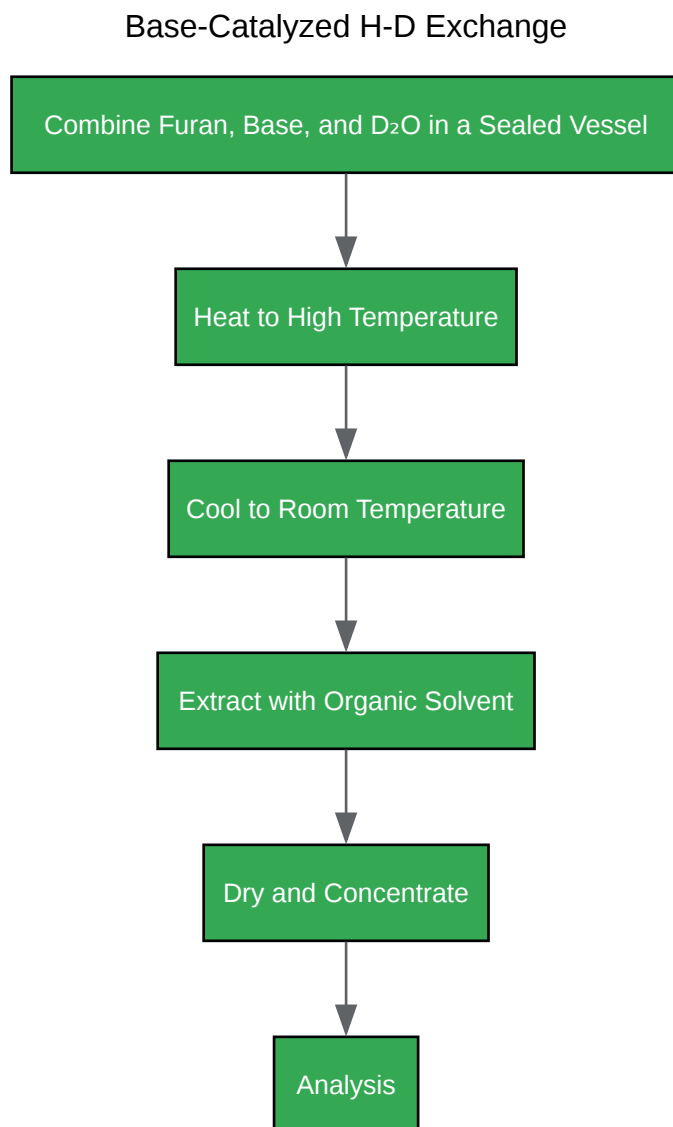 Base-Catalyzed H-D Exchange
Combine Furan, Base, and D₂O in a Sealed Vessel
Heat to High Temperature
Cool to Room Temperature
Extract with Organic Solvent
Dry and Concentrate
Analysis